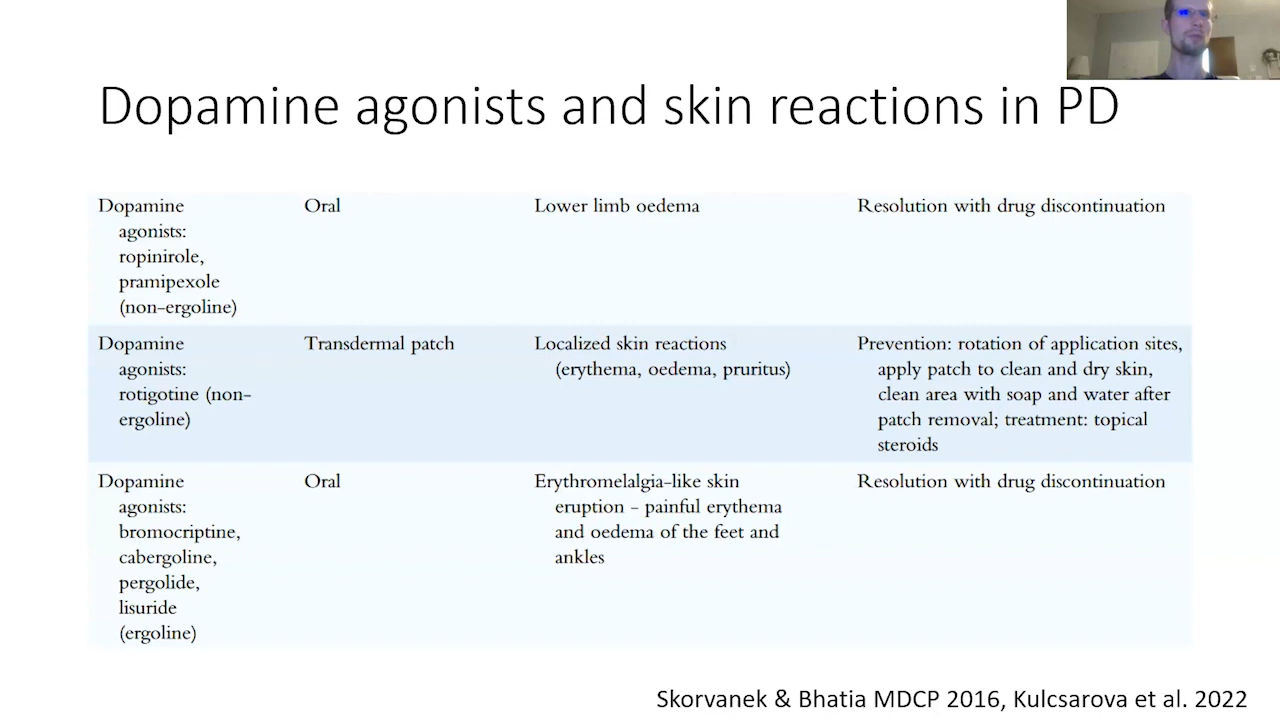 Dopamine agonists and skin reactions in PD
Dopamine
agonists:
ropinirole,
pramipexole
(non-ergoline)
Oral
Lower limb oedema
Resolution with drug discontinuation
Dopamine
agonists:
rotigotine (non-
ergoline)
Transdermal patch
Localized skin reactions
(erythema, oedema, pruritus)
Prevention: rotation of application sites,
apply patch to clean and dry skin,
clean area with soap and water after
patch removal; treatment: topical
steroids
Dopamine
agonists:
bromocriptine,
cabergoline,
pergolide,
lisuride
(ergoline)
Oral
Erythromelalgia-like skin
eruption - painful erythema
and oedema of the feet and
ankles
Resolution with drug discontinuation
Skorvanek & Bhatia MDCP 2016, Kulcsarova et al. 2022